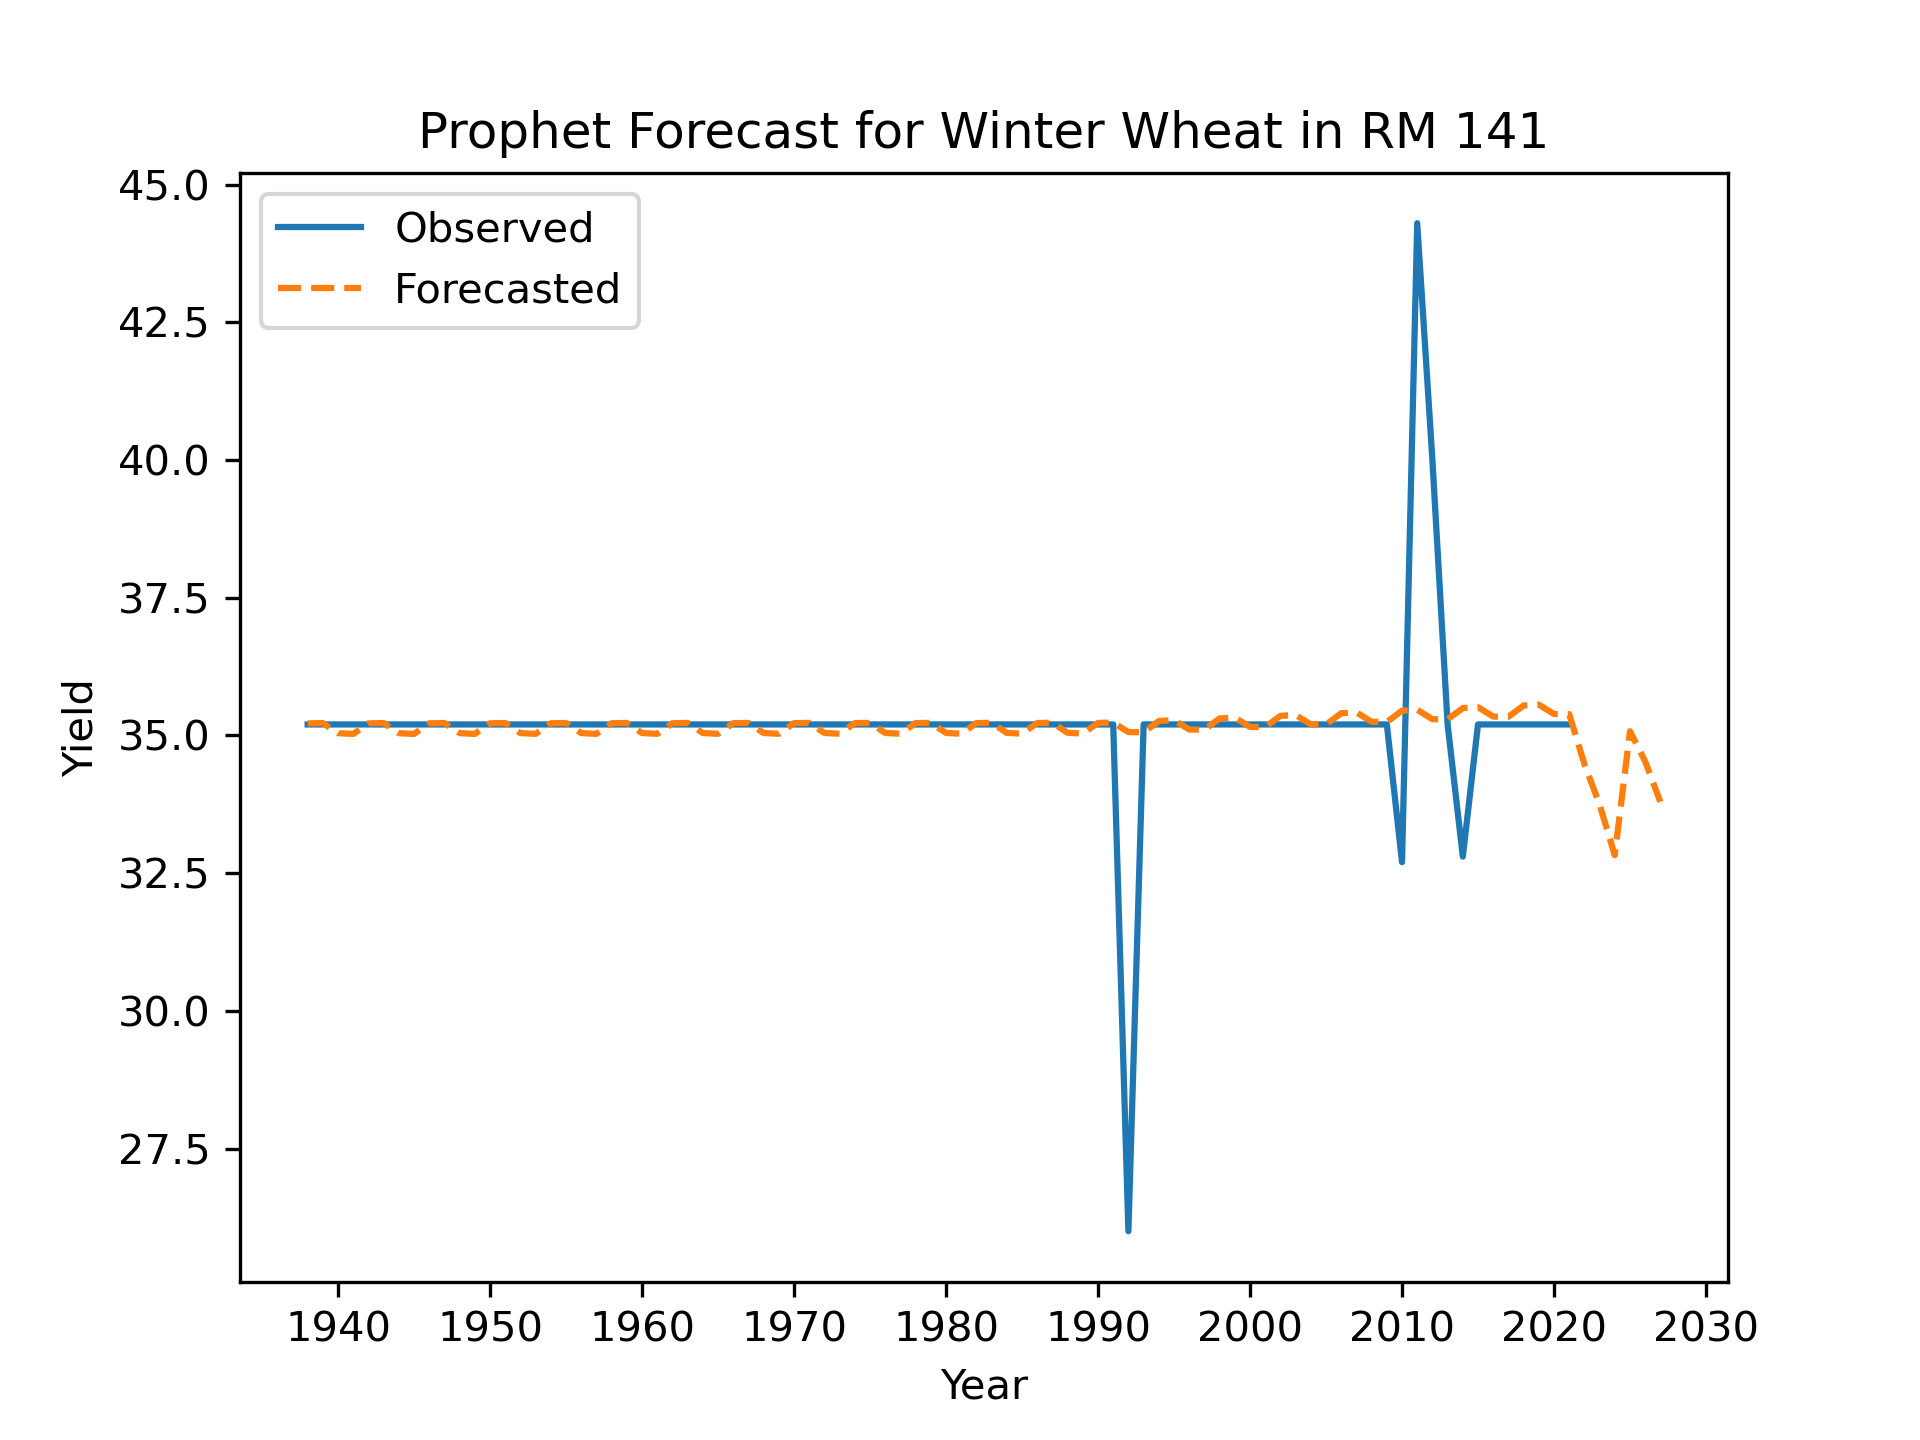 Prophet Forecast for Winter Wheat in RM 141
45.0
42.5
40.0
37.5
35.0
32.5
30.0
27.5
Yield
Observed
Forecasted
1940 1950 1960 1970 1980 1990 2000 2010 2020 2030
Year